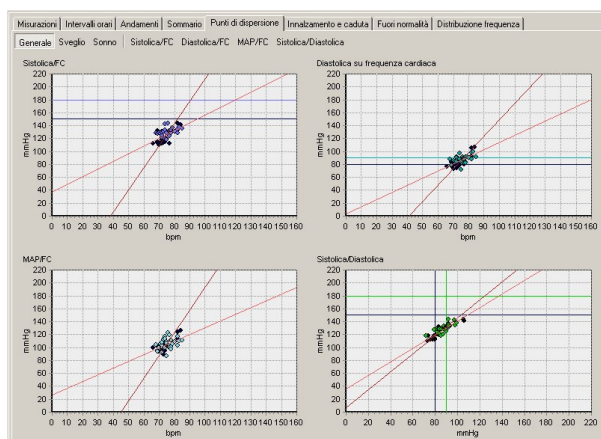 Misurazioni Intervalli orari Andamenti Sommario Punti di dispersione Innalzamento e caduta Fuori normalità Distribuzione frequenza
Generale Sveglio Sonno Sistolica/FC Diastolica/FC MAP/FC Sistolica/Diastolica
Sistolica/FC
220
200
180
160
140
120
100
80
60
40
20
0
mmHg
0 10 20 30 40 50 60 70 80 90 100 110 120 130 140 150 160
bpm
Diastolica su frequenza cardiaca
220
200
180
160
140
120
100
80
60
40
20
0
mmHg
0 10 20 30 40 50 60 70 80 90 100 110 120 130 140 150 160
bpm
MAP/FC
220
200
180
160
140
120
100
80
60
40
20
0
mmHg
0 10 20 30 40 50 60 70 80 90 100 110 120 130 140 150 160
bpm
Sistolica/Diastolica
220
200
180
160
140
120
100
80
60
40
20
0
mmHg
0 20 40 60 80 100 120 140 160 180 200 220
mmHg